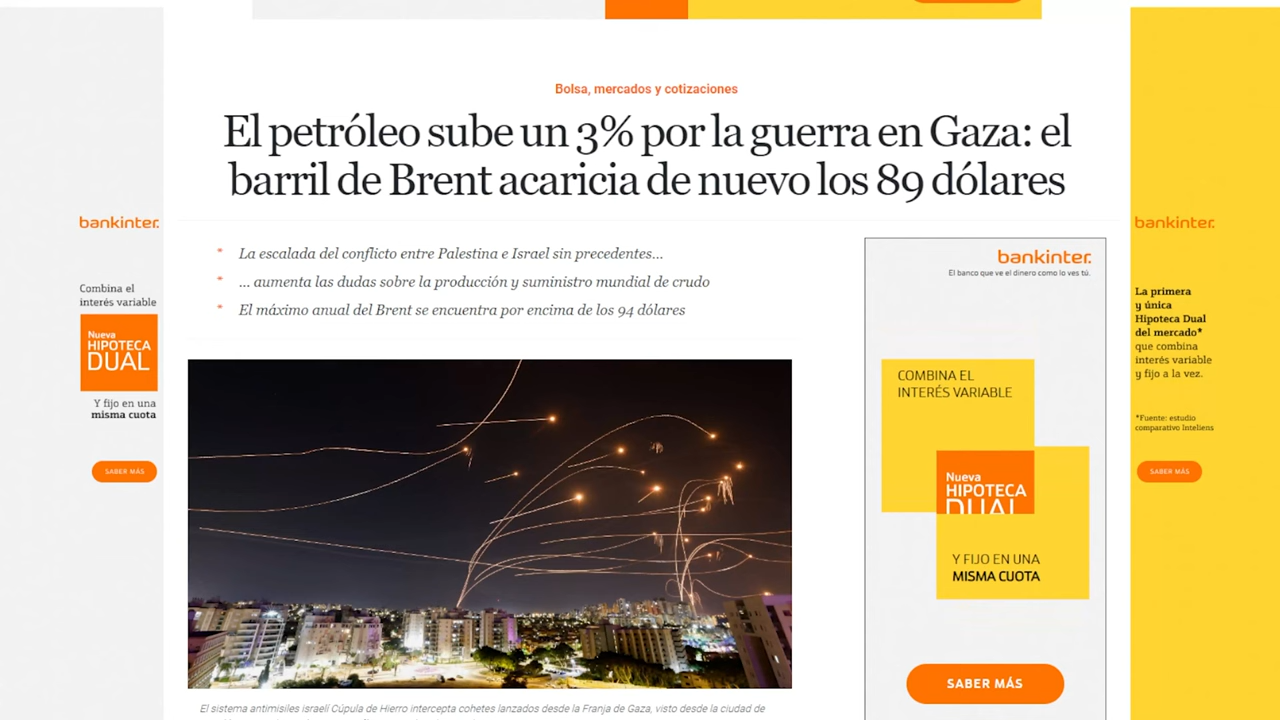 Bolsa, mercados y cotizaciones
El petróleo sube un 3% por la guerra en Gaza: el
barril de Brent acaricia de nuevo los 89 dólares
* La escalada del conflicto entre Palestina e Israel sin precedentes...
* ... aumenta las dudas sobre la producción y suministro mundial de crudo
* El máximo anual del Brent se encuentra por encima de los 94 dólares
El sistema antimisiles israelí Cúpula de Hierro intercepta cohetes lanzados desde la Franja de Gaza, visto desde la ciudad de
bankinter.
Combina el
interés variable
Nueva
HIPOTECA
DUAL
Y fijo en una
misma cuota
SABER MÁS
bankinter.
El banco que ve el dinero como lo ves tú.
COMBINA EL
INTERÉS VARIABLE
Nueva
HIPOTECA
DUAL
Y FIJO EN UNA
MISMA CUOTA
SABER MÁS
bankinter.
La primera
y única
Hipoteca Dual
del mercado*
que combina
interés variable
y fijo a la vez.
*Fuente: estudio
comparativo Inteliens
SABER MÁS